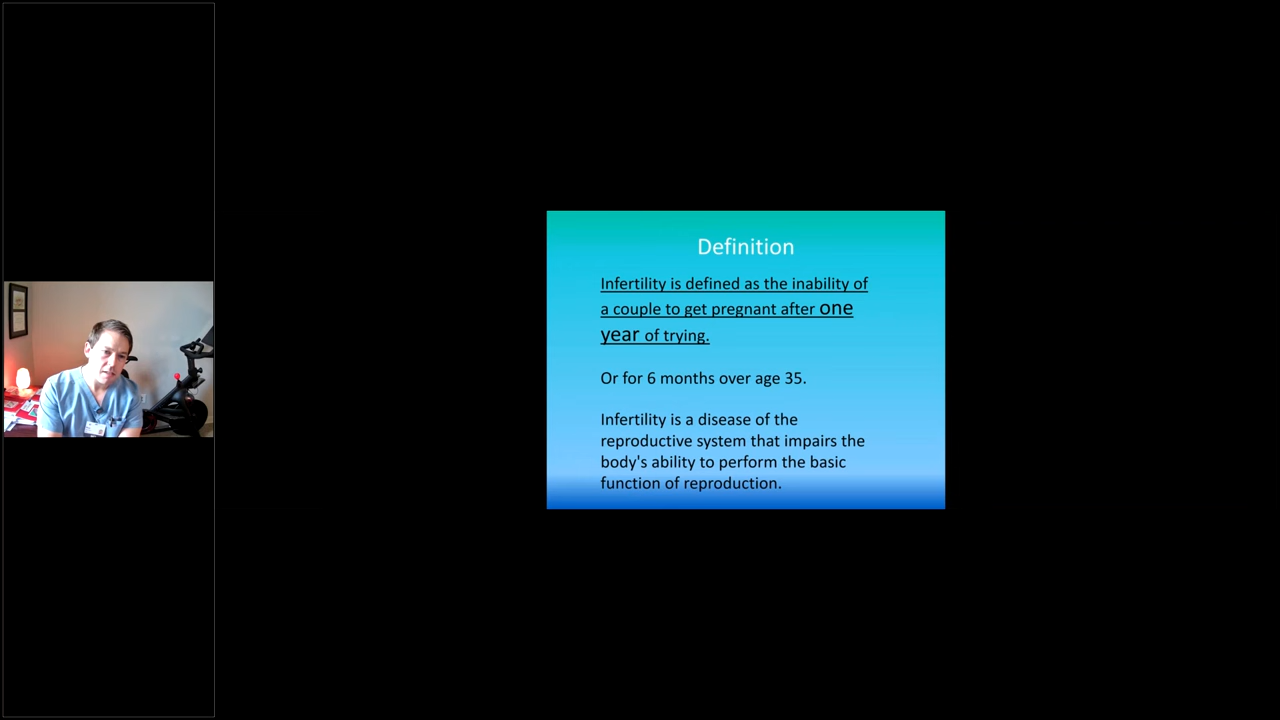 Definition
Infertility is defined as the inability of
a couple to get pregnant after one
year of trying.
Or for 6 months over age 35.
Infertility is a disease of the
reproductive system that impairs the
body's ability to perform the basic
function of reproduction.